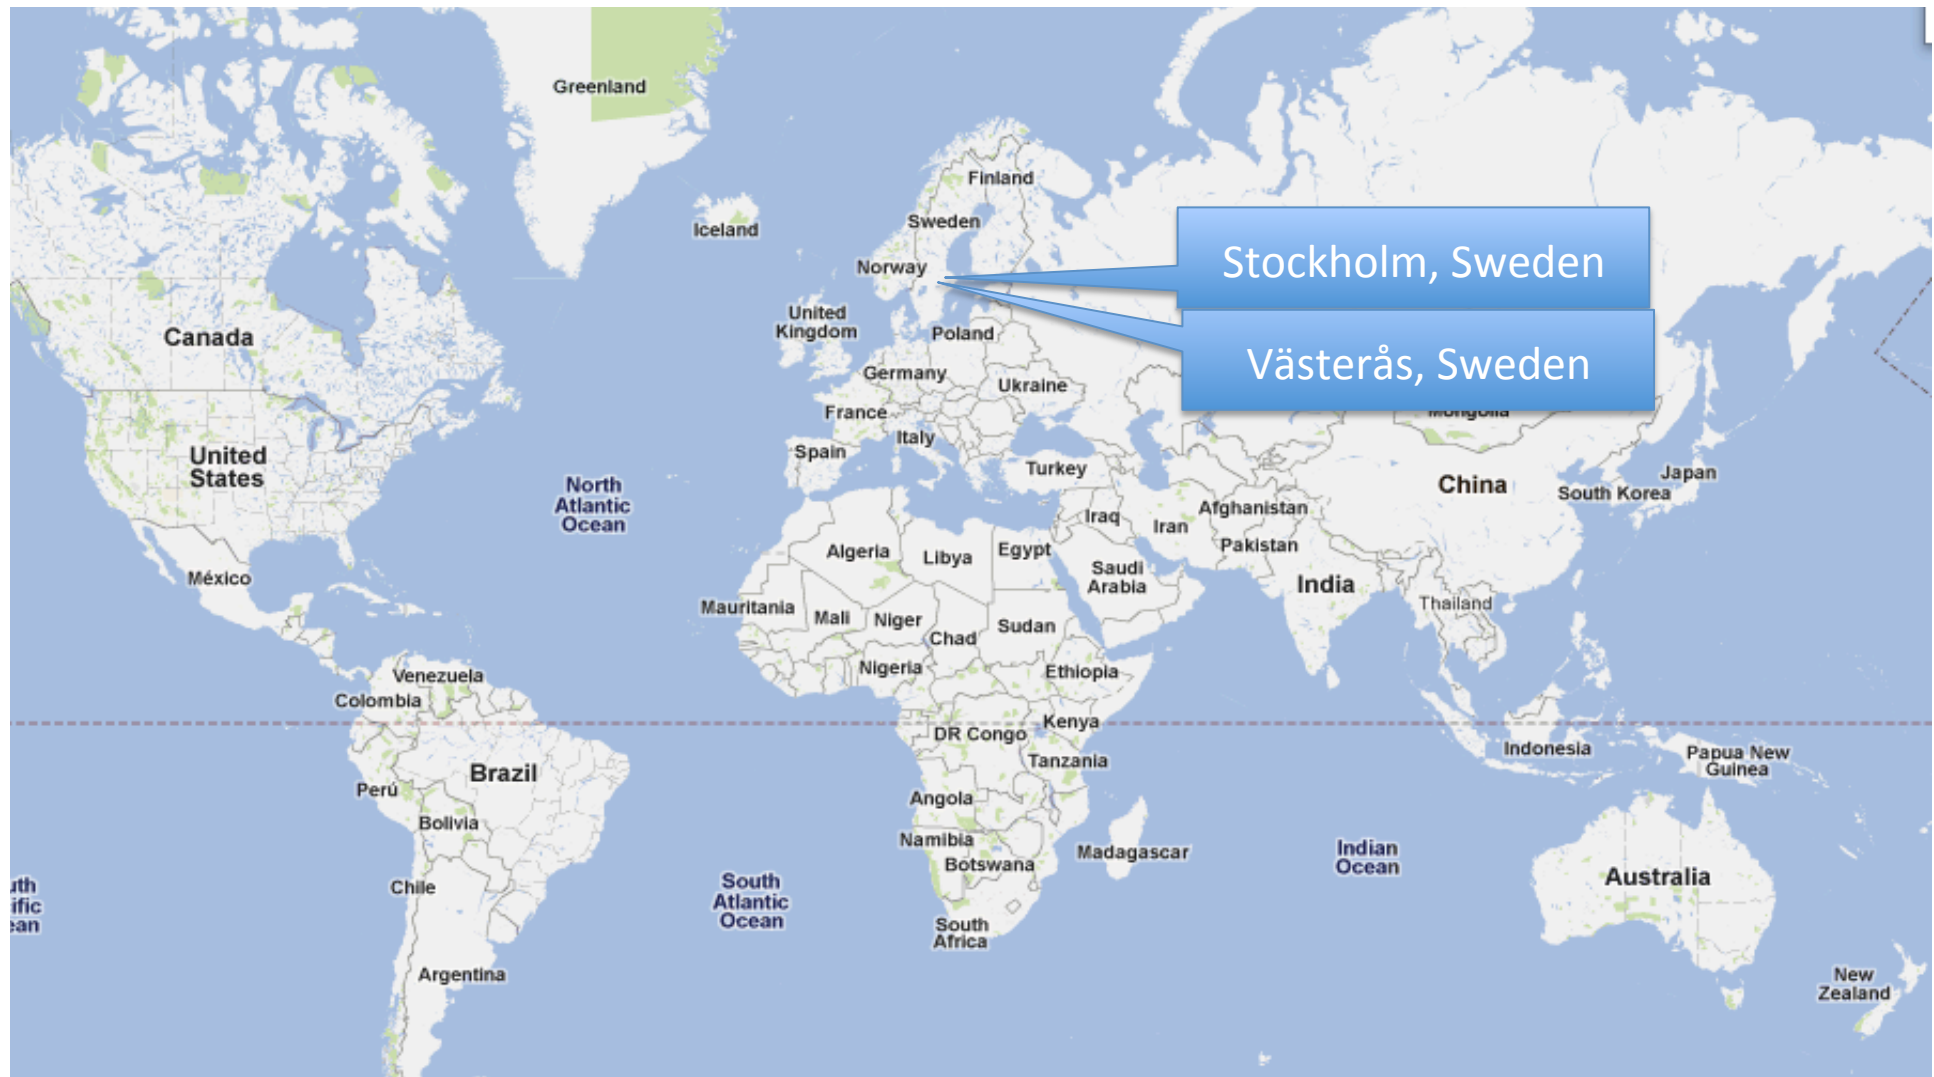 Greenland
Finland
Sweden
Iceland
Norway
Stockholm, Sweden
Västerås, Sweden
United
Kingdom
Poland
Germany
Ukraine
France
Italy
Spain
Turkey
Canada
United
States
México
North
Atlantic
Ocean
Mongolia
China
Japan
South Korea
Afghanistan
Iraq
Iran
Pakistan
Algeria
Libya
Egypt
Saudi
Arabia
India
Thailand
Mauritania
Mali
Niger
Chad
Sudan
Nigeria
Ethiopia
Venezuela
Colombia
Kenya
DR Congo
Tanzania
Indonesia
Papua New
Guinea
Brazil
Perú
Bolivia
Angola
Namibia
Botswana
Madagascar
Indian
Ocean
Australia
Chile
uth
ific
ean
South
Atlantic
Ocean
South
Africa
Argentina
New
Zealand